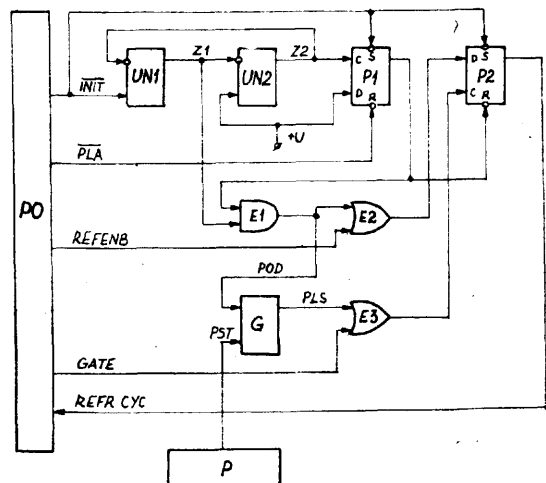 Z1 Z2
UN1 UN2
C S P1 D R
D S P2 C R
INIT
+U
PLA
PO
E1 E2
REFENB
POD
PLS
G E3
PST
GATE
REFR CYC
P